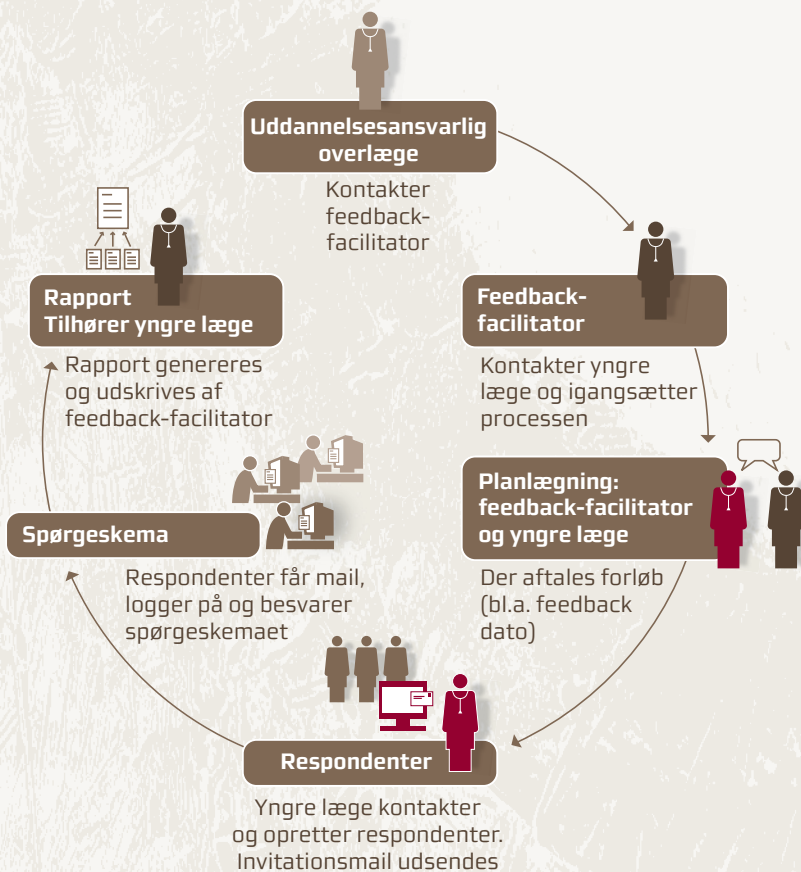 Uddannelsesansvarlig
overlæge
Kontakter
feedback-
facilitator
Feedback-
facilitator
Kontakter yngre
læge og igangsætter
processen
Planlægning:
feedback-facilitator
og yngre læge
Der aftales forløb
(bl.a. feedback
dato)
Respondenter
Yngre læge kontakter
og opretter respondenter.
Invitationsmail udsendes
Spørgeskema
Respondenter får mail,
logger på og besvarer
spørgeskemaet
Rapport
Tilhører yngre læge
Rapport genereres
og udskrives af
feedback-facilitator